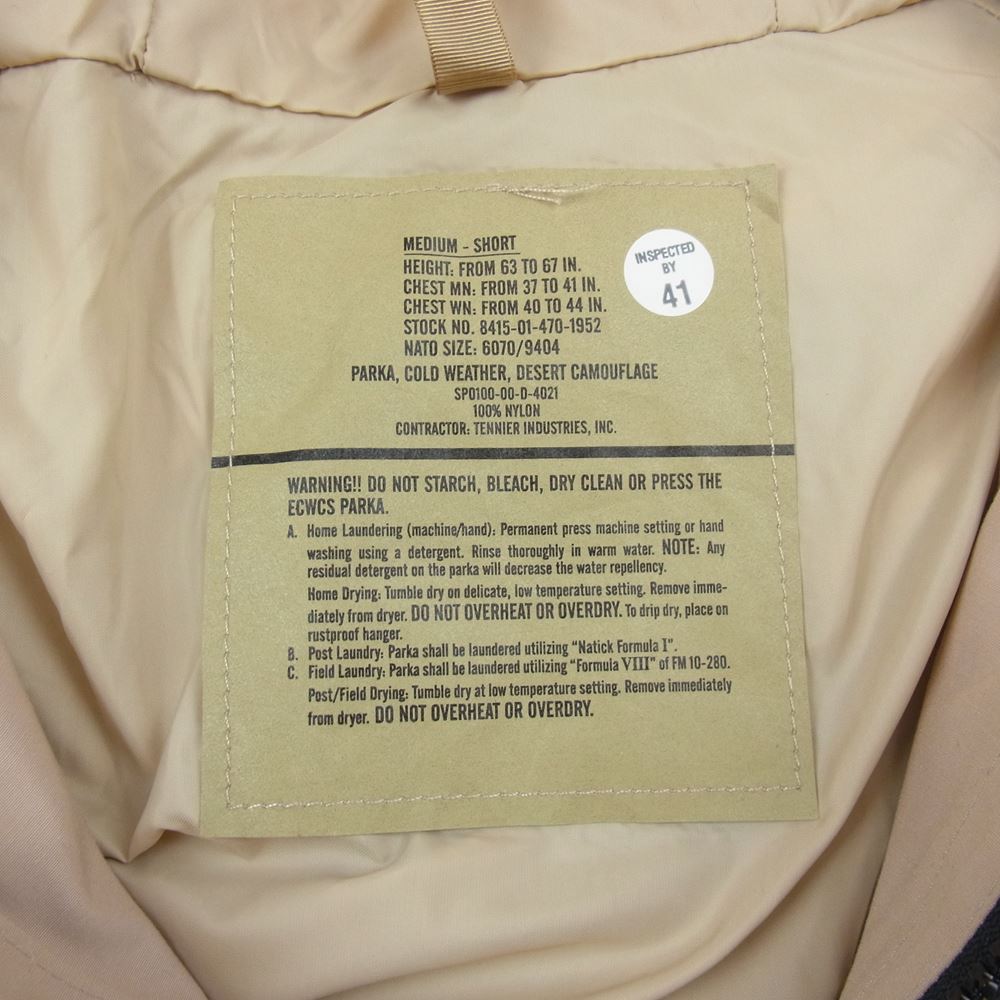 MEDIUM - SHORT
HEIGHT: FROM 63 TO 67 IN.
CHEST MN: FROM 37 TO 41 IN.
CHEST WN: FROM 40 TO 44 IN.
STOCK NO. 8415-01-470-1952
NATO SIZE: 6070/9404
PARKA, COLD WEATHER, DESERT CAMOUFLAGE
SPO100-00-D-4021
100% NYLON
CONTRACTOR: TENNIER INDUSTRIES, INC.
INSPECTED
BY
41
WARNING!! DO NOT STARCH, BLEACH, DRY CLEAN OR PRESS THE
ECWCS PARKA.
A. Home Laundering (machine/hand): Permanent press machine setting or hand
washing using a detergent. Rinse thoroughly in warm water. NOTE: Any
residual detergent on the parka will decrease the water repellency.
Home Drying: Tumble dry on delicate, low temperature setting. Remove imme-
diately from dryer. DO NOT OVERHEAT OR OVERDRY. To drip dry, place on
rustproof hanger.
B. Post Laundry: Parka shall be laundered utilizing "Natick Formula I".
C. Field Laundry: Parka shall be laundered utilizing "Formula VIII" of FM 10-280.
Post/Field Drying: Tumble dry at low temperature setting. Remove immediately
from dryer. DO NOT OVERHEAT OR OVERDRY.